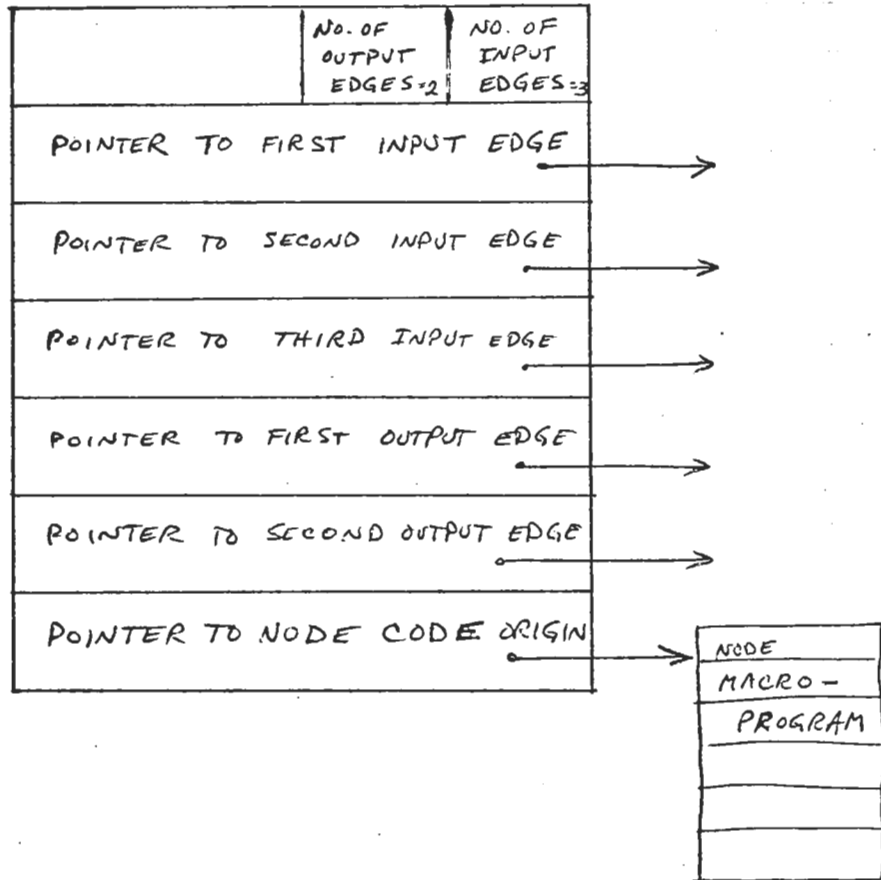 NO. OF
OUTPUT
EDGES=2
NO. OF
INPUT
EDGES=3
POINTER TO FIRST INPUT EDGE
POINTER TO SECOND INPUT EDGE
POINTER TO THIRD INPUT EDGE
POINTER TO FIRST OUTPUT EDGE
POINTER TO SECOND OUTPUT EDGE
POINTER TO NODE CODE ORIGIN
NODE
MACRO-
PROGRAM